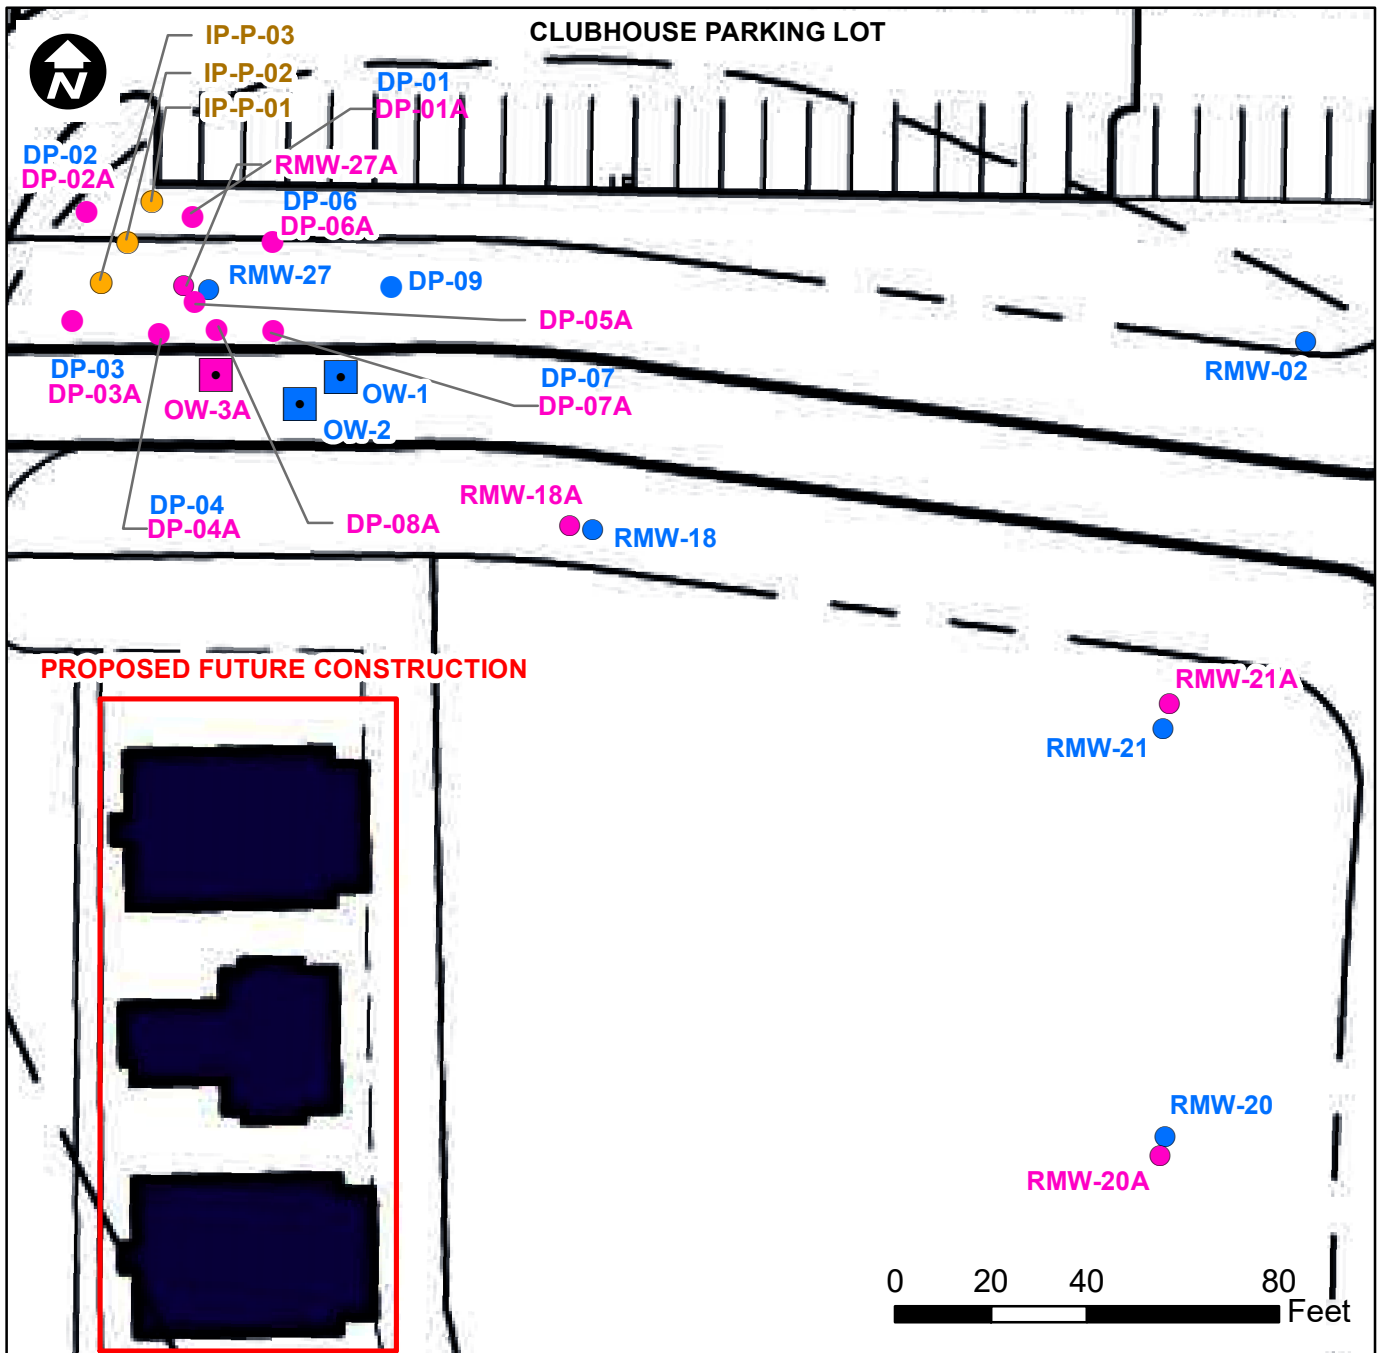 CLUBHOUSE PARKING LOT
IP-P-03
N
IP-P-02
DP-01
IP-P-01
DP-01A
DP-02
RMW-27A
DP-02A
DP-06
DP-06A
RMW-27
DP-09
DP-05A
DP-03
DP-07
RMW-02
DP-03A
OW-1
OW-3A
DP-07A
OW-2
RMW-18A
DP-04
DP-04A
DP-08A
RMW-18
PROPOSED FUTURE CONSTRUCTION
RMW-21A
RMW-21
RMW-20
RMW-20A
0 20 40 80
Feet